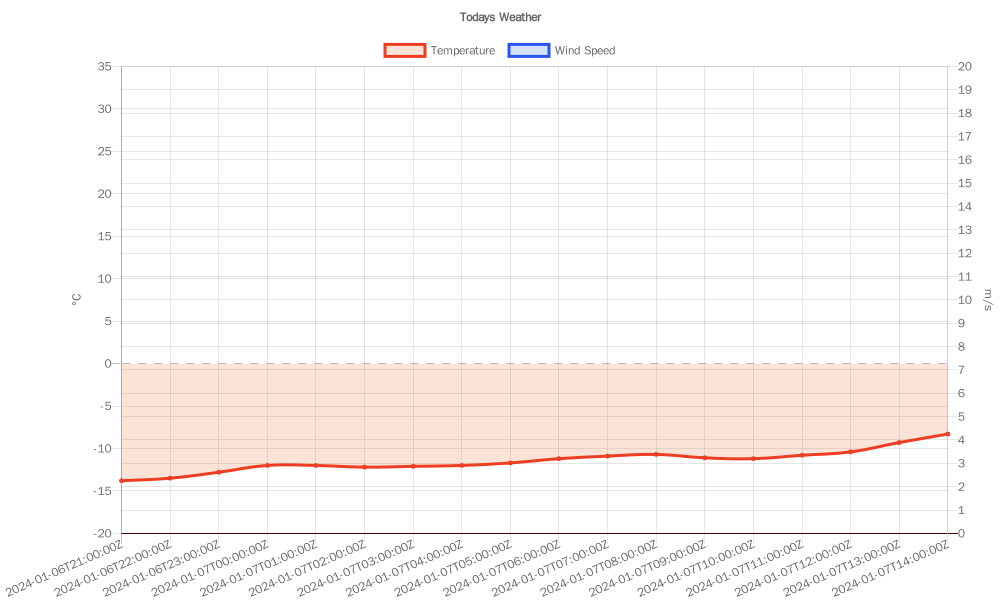 Todays Weather
Temperature Wind Speed
35
30
25
20
15
10
5
0
-5
-10
-15
-20
°C
20
19
18
17
16
15
14
13
12
11
10
9
8
7
6
5
4
3
2
1
0
m/s
2024-01-06T21:00:00Z
2024-01-06T22:00:00Z
2024-01-06T23:00:00Z
2024-01-07T00:00:00Z
2024-01-07T01:00:00Z
2024-01-07T02:00:00Z
2024-01-07T03:00:00Z
2024-01-07T04:00:00Z
2024-01-07T05:00:00Z
2024-01-07T06:00:00Z
2024-01-07T07:00:00Z
2024-01-07T08:00:00Z
2024-01-07T09:00:00Z
2024-01-07T10:00:00Z
2024-01-07T11:00:00Z
2024-01-07T12:00:00Z
2024-01-07T13:00:00Z
2024-01-07T14:00:00Z